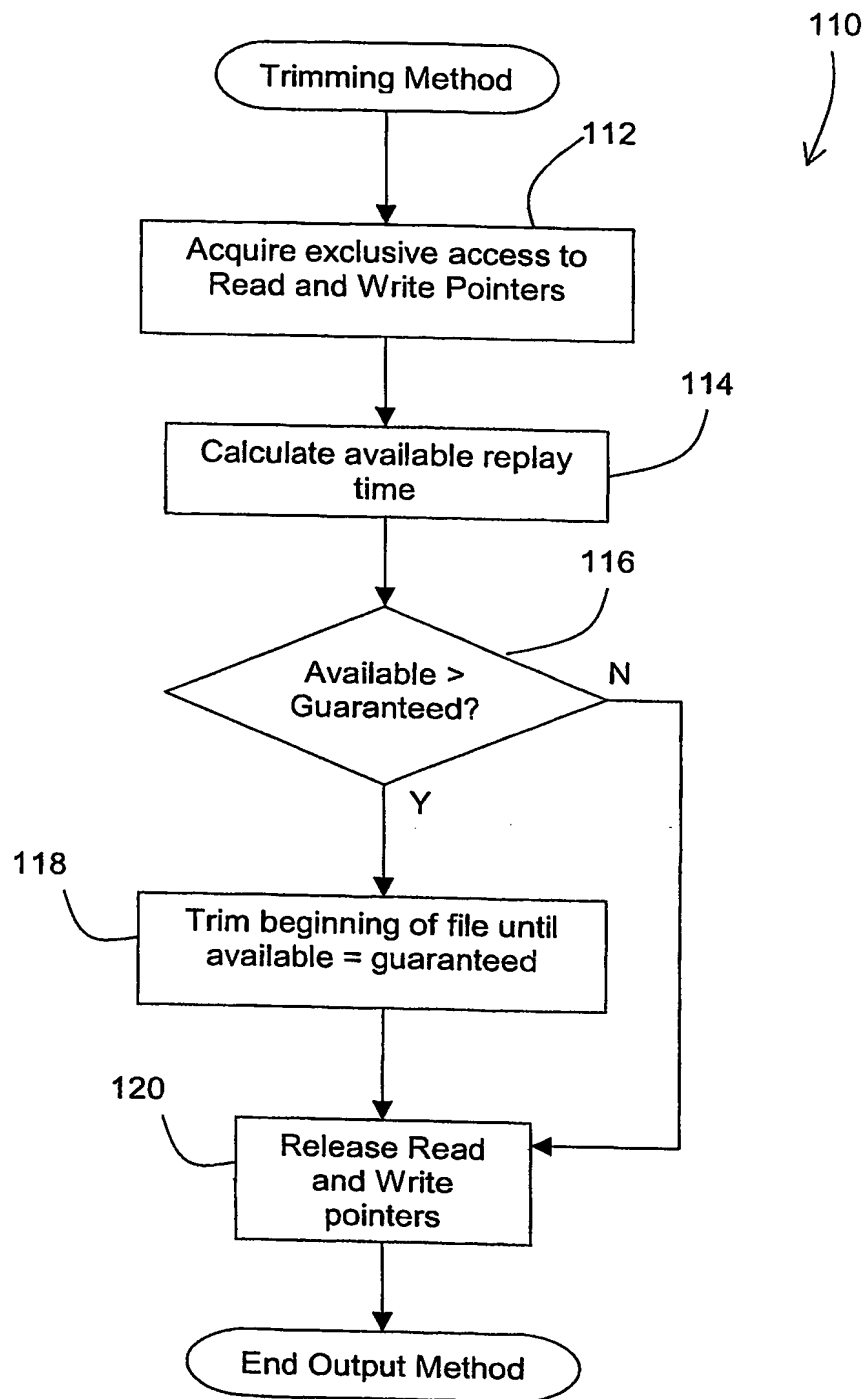 110
Trimming Method
112
Acquire exclusive access to
Read and Write Pointers
114
Calculate available replay
time
116
Available >
Guaranteed?
N
Y
118
Trim beginning of file until
available = guaranteed
120
Release Read
and Write
pointers
End Output Method